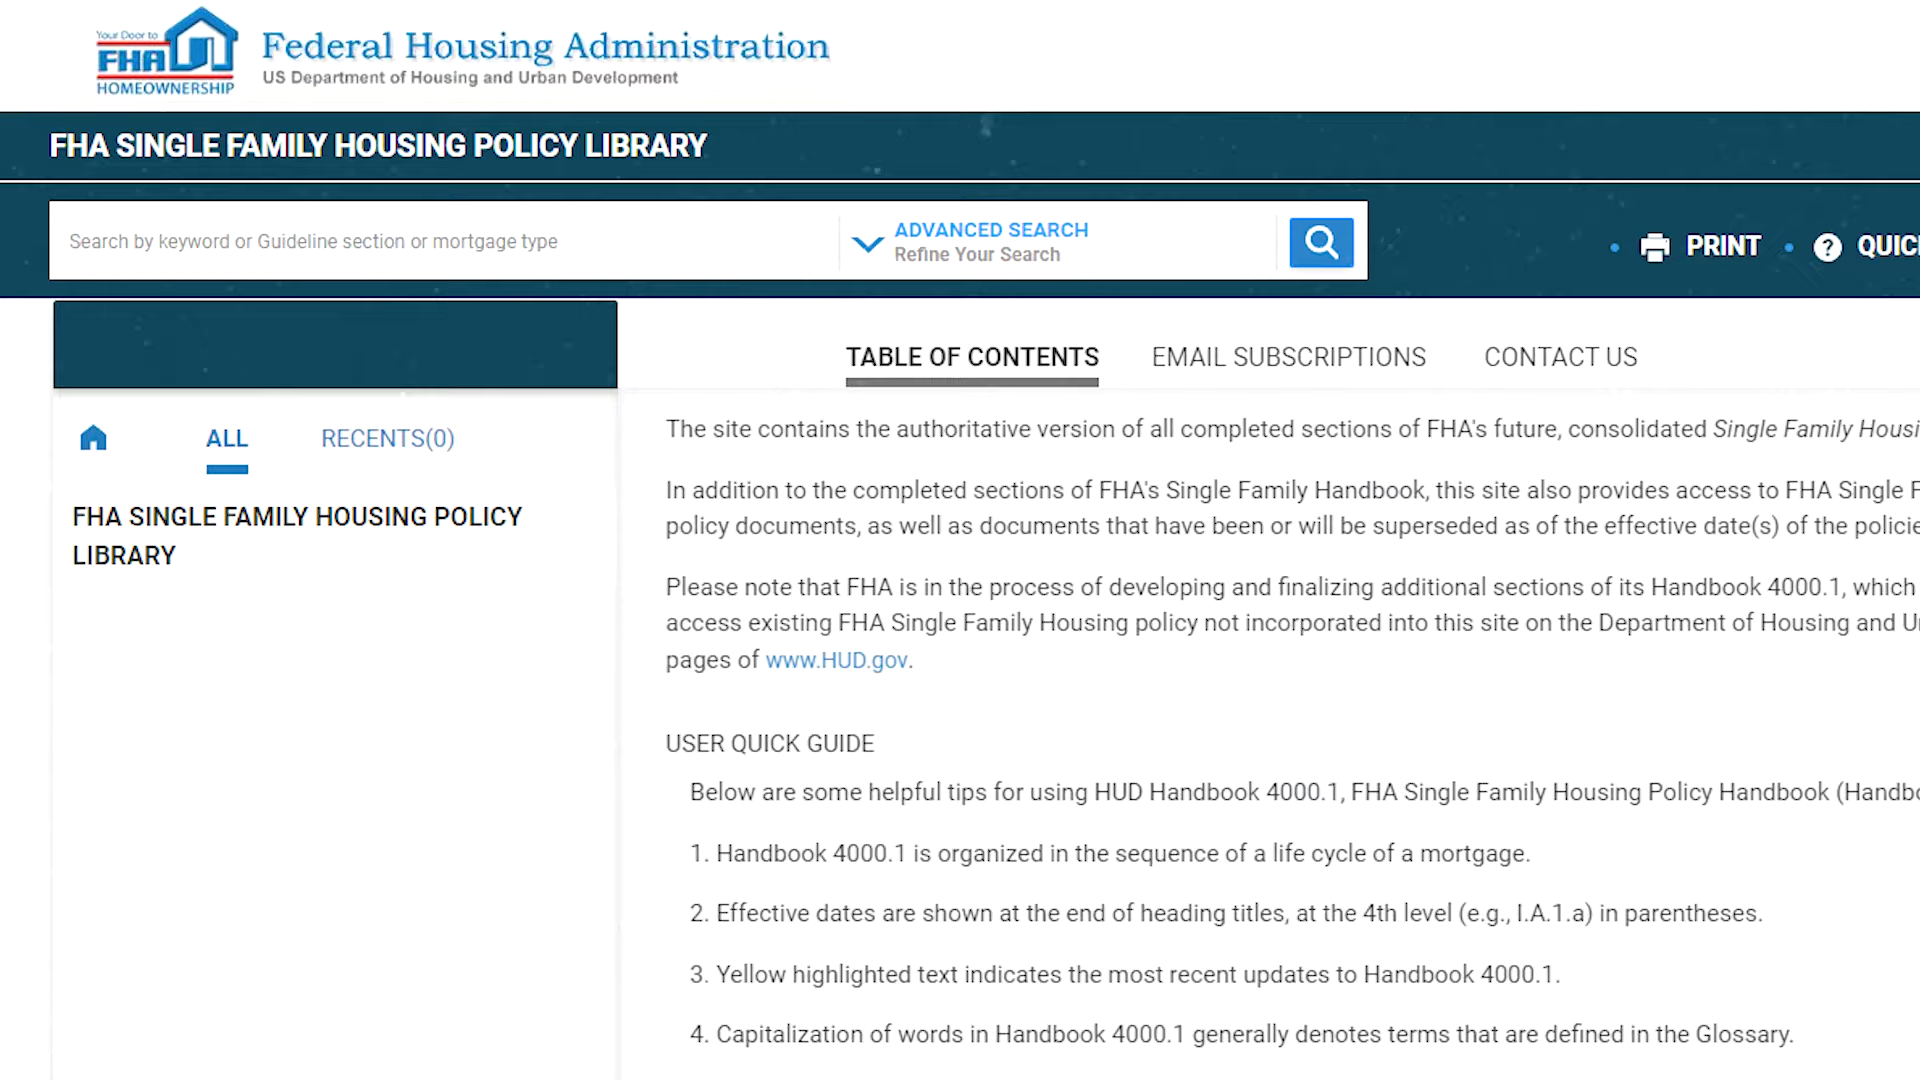 Your Door to
FHA
HOMEOWNERSHIP
Federal Housing Administration
US Department of Housing and Urban Development
FHA SINGLE FAMILY HOUSING POLICY LIBRARY
Search by keyword or Guideline section or mortgage type
ADVANCED SEARCH
Refine Your Search
PRINT
?
TABLE OF CONTENTS
EMAIL SUBSCRIPTIONS
CONTACT US
ALL
RECENTS(0)
FHA SINGLE FAMILY HOUSING POLICY
LIBRARY
The site contains the authoritative version of all completed sections of FHA's future, consolidated Single Family
In addition to the completed sections of FHA's Single Family Handbook, this site also provides access to FHA Single
policy documents, as well as documents that have been or will be superseded as of the effective date(s) of the
Please note that FHA is in the process of developing and finalizing additional sections of its Handbook 4000.1, which
access existing FHA Single Family Housing policy not incorporated into this site on the Department of Housing and
pages of www.HUD.gov.
USER QUICK GUIDE
Below are some helpful tips for using HUD Handbook 4000.1, FHA Single Family Housing Policy Handbook
1. Handbook 4000.1 is organized in the sequence of a life cycle of a mortgage.
2. Effective dates are shown at the end of heading titles, at the 4th level (e.g., I.A.1.a) in parentheses.
3. Yellow highlighted text indicates the most recent updates to Handbook 4000.1.
4. Capitalization of words in Handbook 4000.1 generally denotes terms that are defined in the Glossary.